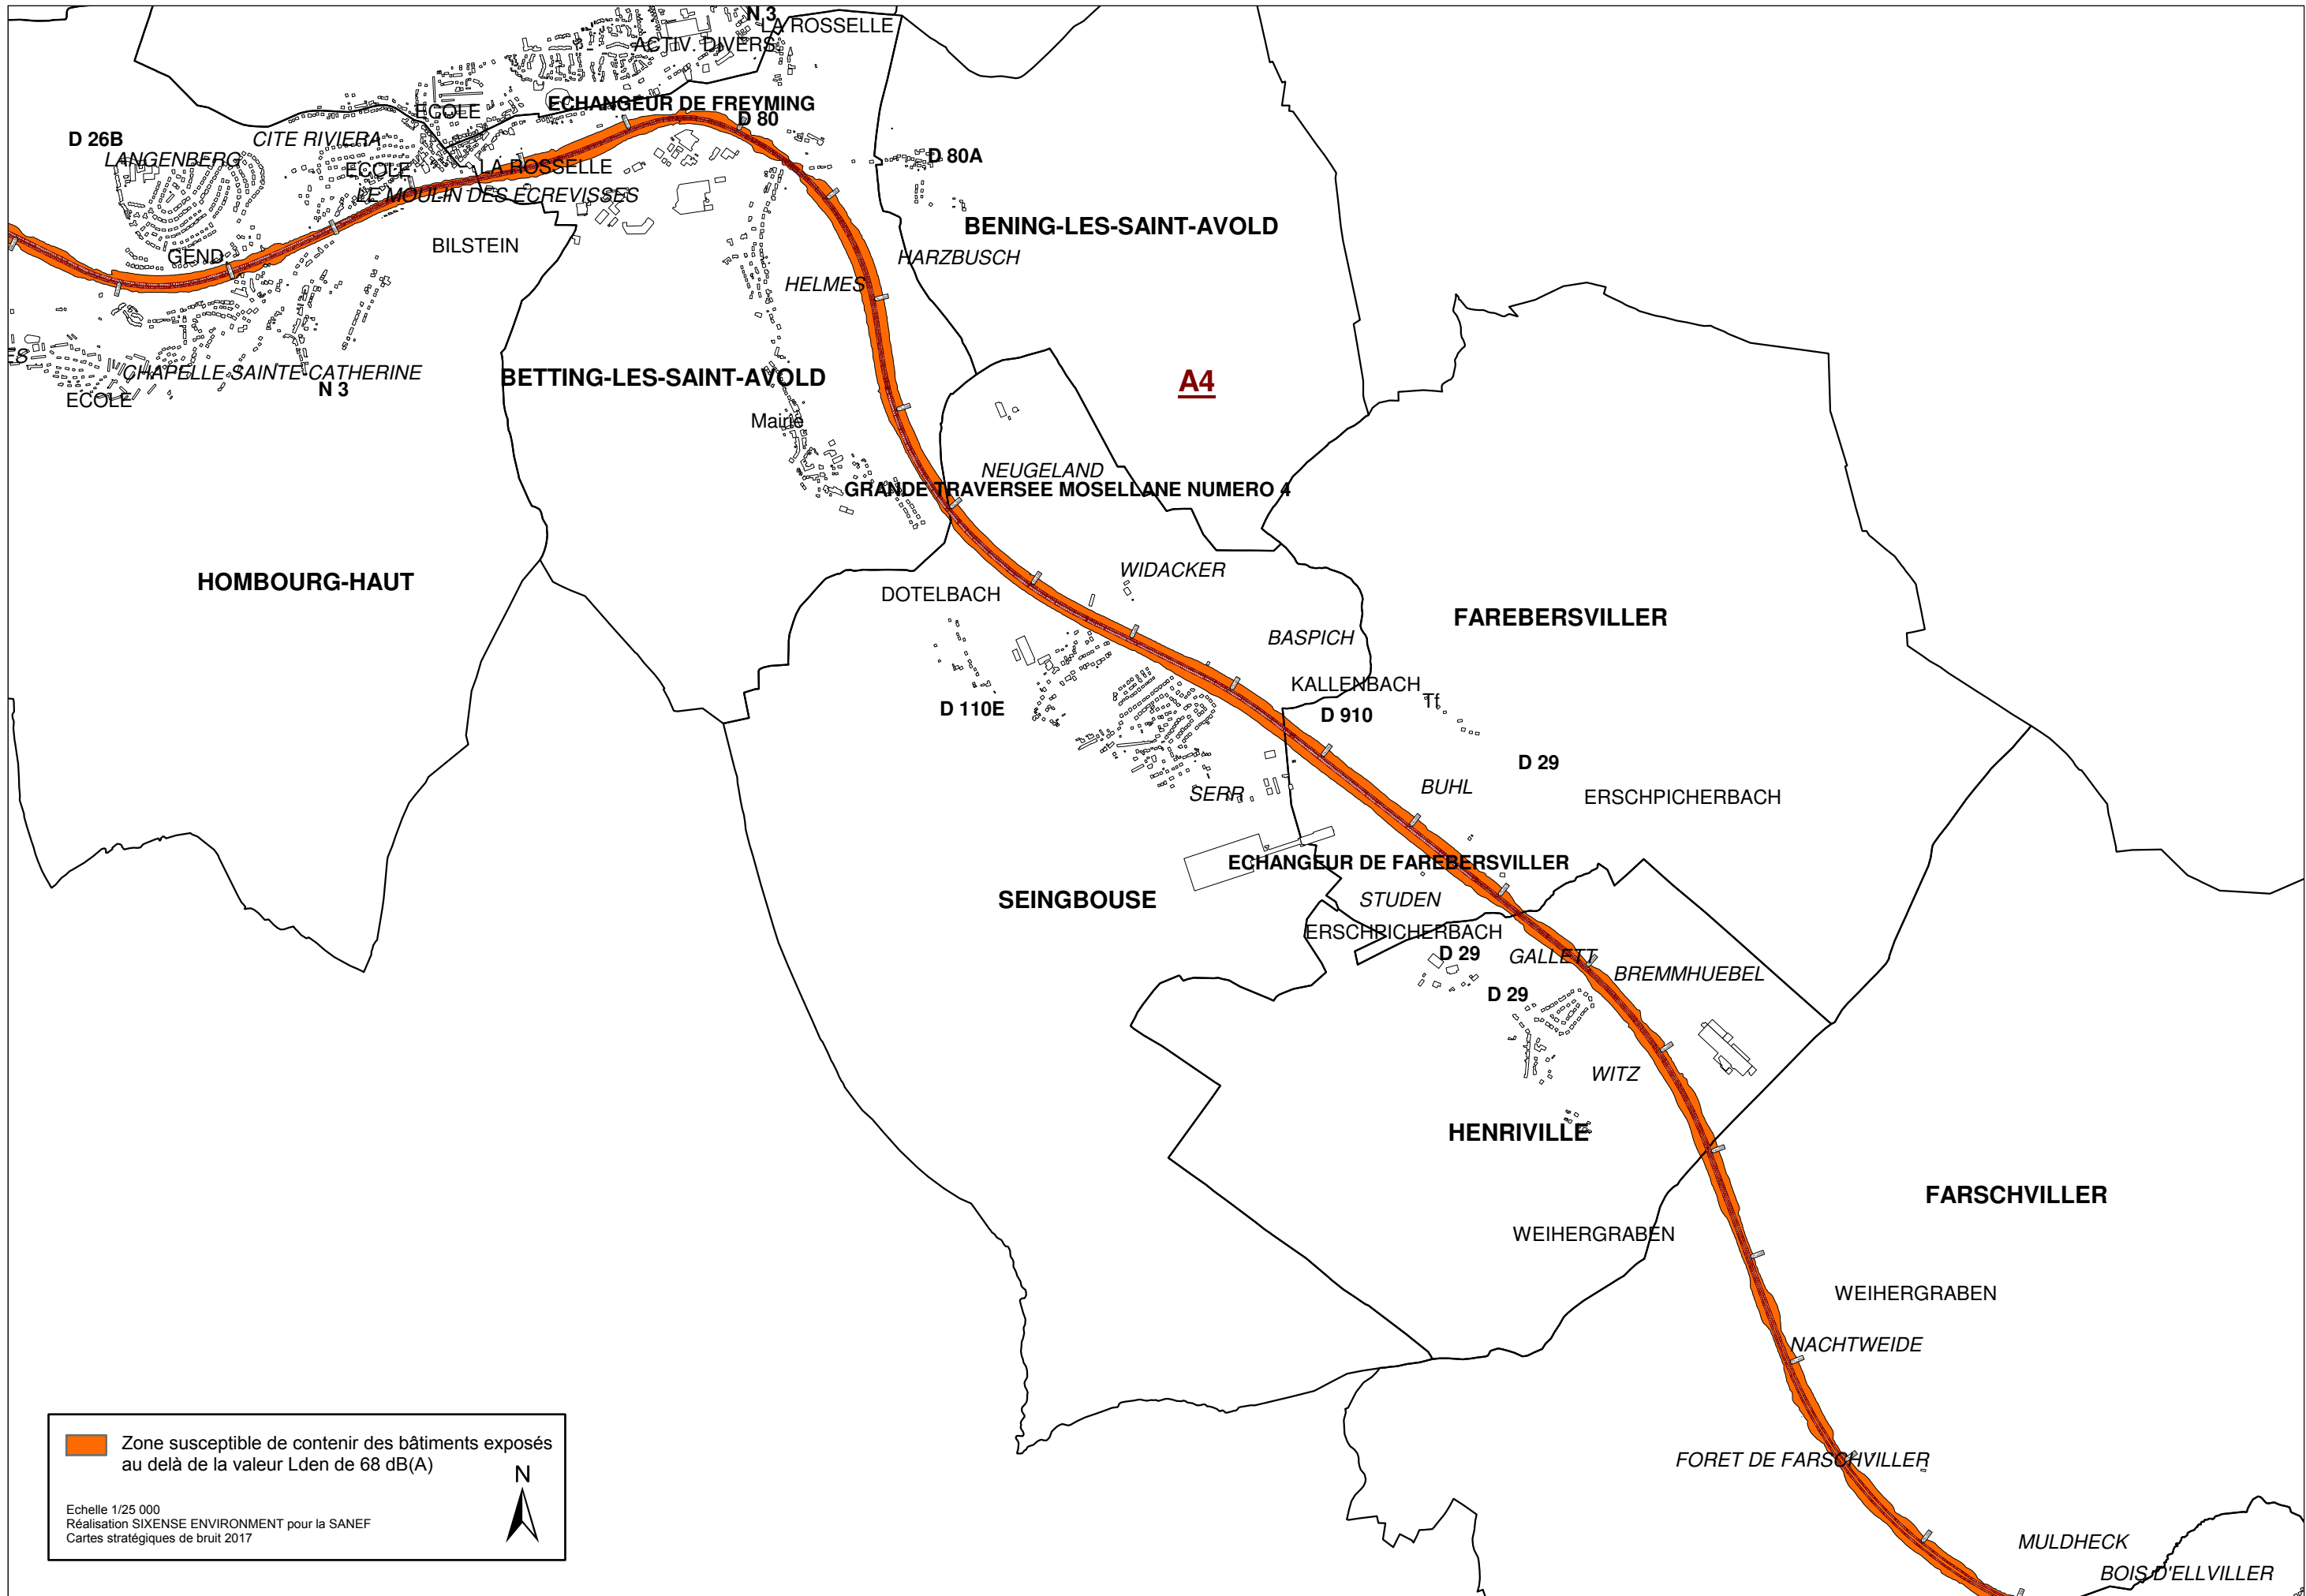 N 3
LA ROSSELLE
ACTIV. DIVERS
ECHANGEUR DE FREYMING
ECOLE
D 80
D 26B
CITE RIVIERA
LANGENBERG
D 80A
ECOLE
LA ROSSELLE
LE MOULIN DES ECREVISSES
BENING-LES-SAINT-AVOLD
BILSTEIN
GEND.
HARZBUSCH
HELMES
ES
CHAPELLE SAINTE-CATHERINE
N 3
ECOLE
BETTING-LES-SAINT-AVOLD
A4
Mairie
NEUGELAND
GRANDE TRAVERSEE MOSELLANE NUMERO 4
WIDACKER
HOMBOURG-HAUT
DOTELBACH
FAREBERSVILLER
BASPICH
KALLENBACH
Tf
D 110E
D 910
D 29
BUHL
SERR
ERSCHPICHERBACH
ECHANGEUR DE FAREBERSVILLER
SEINGBOUSE
STUDEN
ERSCHPICHERBACH
D 29
GALLETT
BREMMHUEBEL
D 29
WITZ
HENRIVILLE
FARSCHVILLER
WEIHERGRABEN
WEIHERGRABEN
NACHTWEIDE
FORET DE FARSCHVILLER
MULDHECK
BOIS D'ELLVILLER
Zone susceptible de contenir des bâtiments exposés
au delà de la valeur Lden de 68 dB(A)
N
Echelle 1/25 000
Réalisation SIXENSE ENVIRONMENT pour la SANEF
Cartes stratégiques de bruit 2017